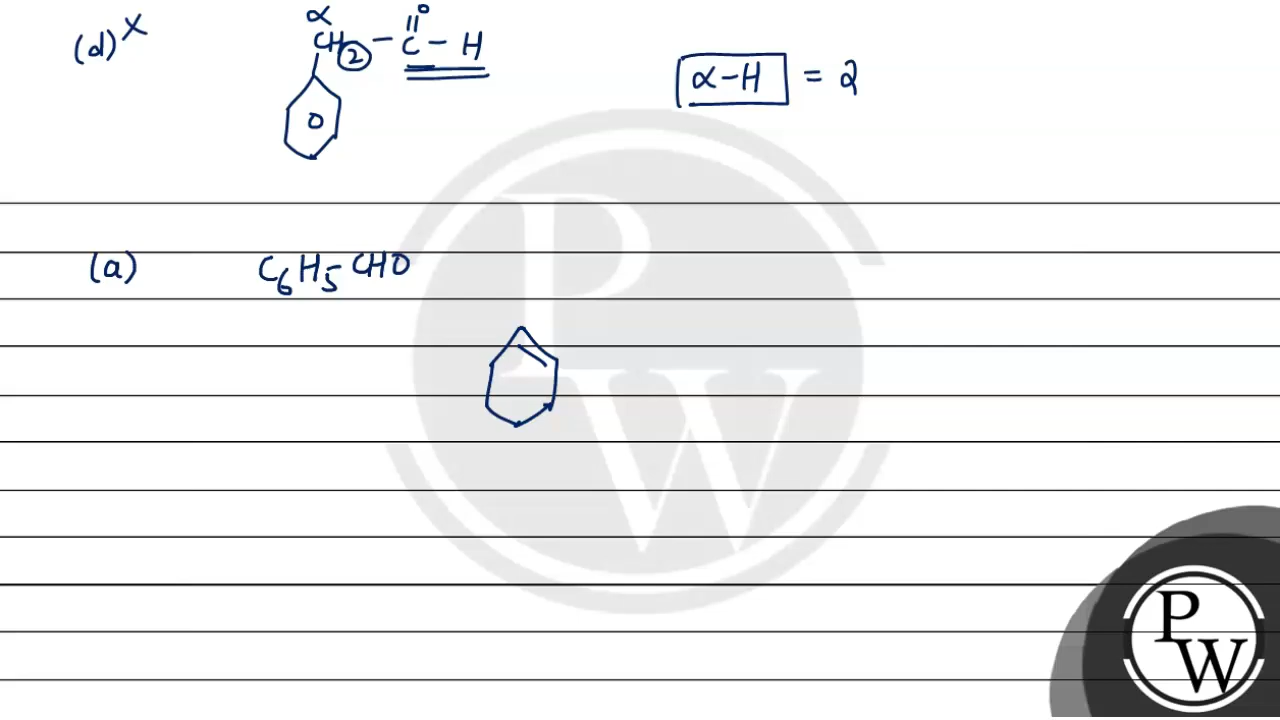 (d) X
α
O
CH2 – C – H
α-H = 2
(a) C6H5CHO
P
W
P
W